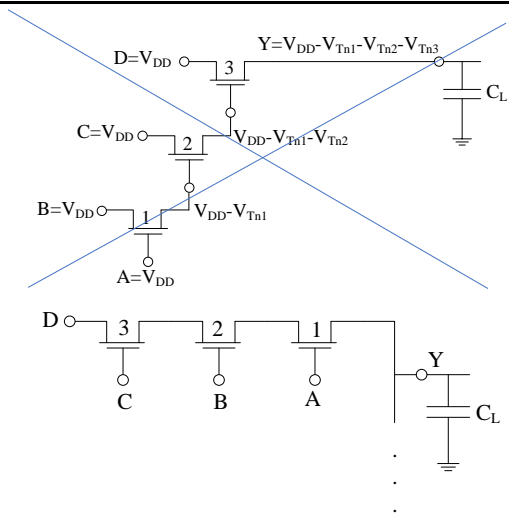 D=V_DD 3 Y=V_DD-V_Tn1-V_Tn2-V_Tn3
C_L
C=V_DD 2 V_DD-V_Tn1-V_Tn2
B=V_DD 1 V_DD-V_Tn1
A=V_DD
D 3 2 1 Y
C B A C_L
.
.
.